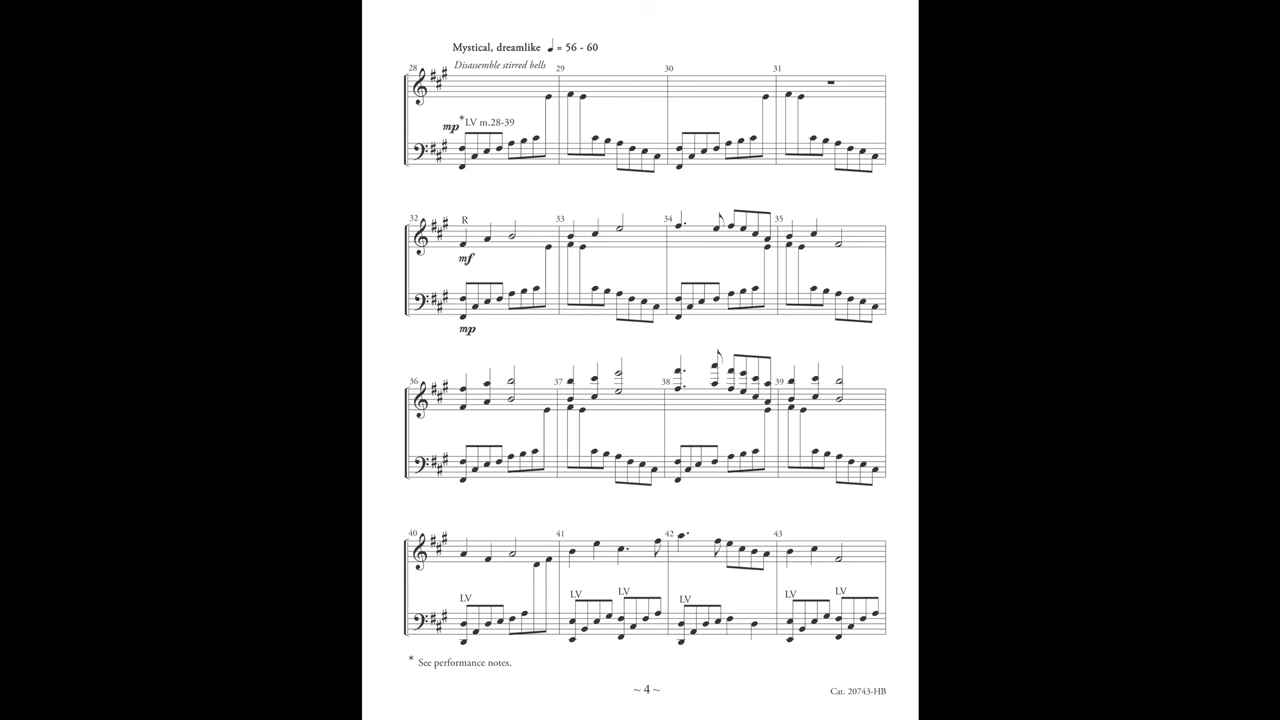 Mystical, dreamlike ♩ = 56 - 60
Disassemble stirred bells
28 29 30 31
mp *LV m.28-39
32 R 33 34 35
mf
mp
36 37 38 39
40 41 42 43
LV LV LV LV LV LV
* See performance notes.
~ 4 ~
Cat. 20743-HB